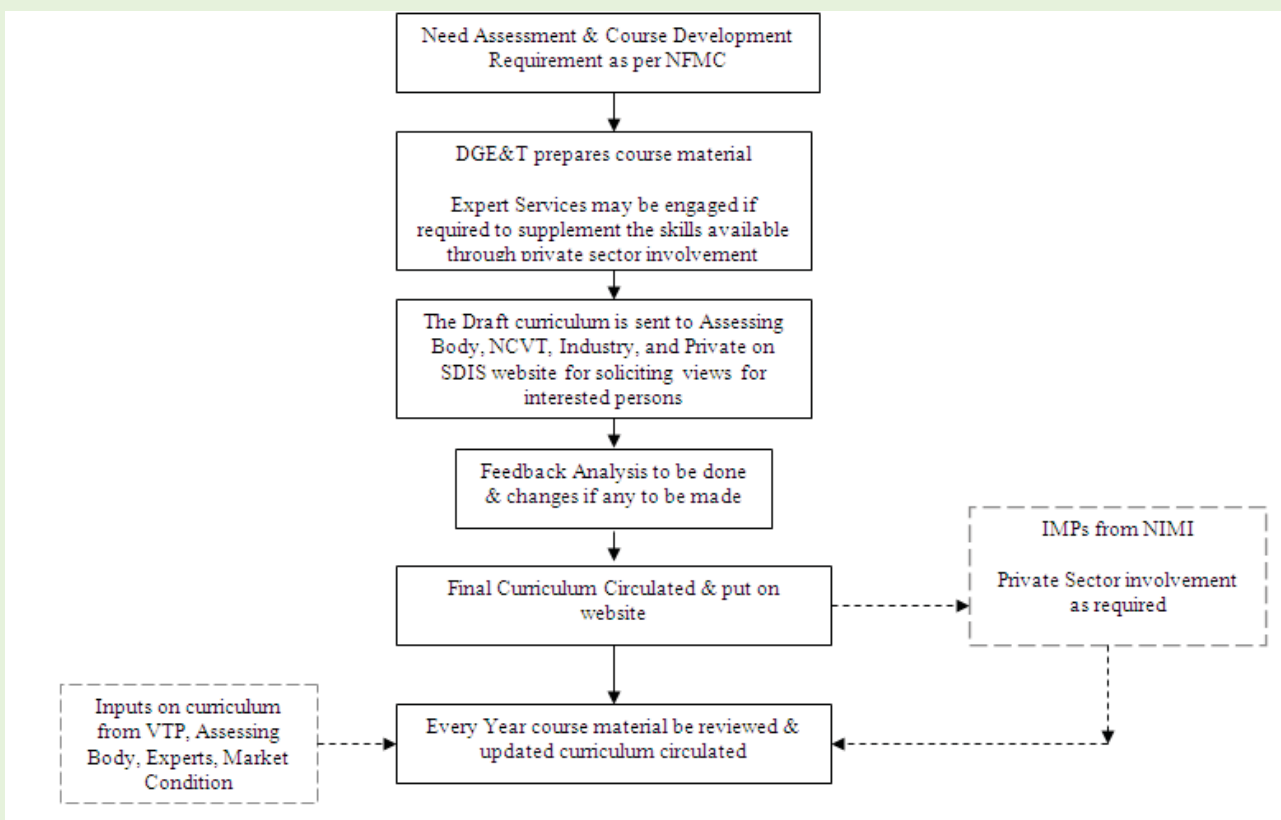 Need Assessment & Course Development
Requirement as per NFMC
DGE&T prepares course material
Expert Services may be engaged if
required to supplement the skills available
through private sector involvement
The Draft curriculum is sent to Assessing
Body, NCVT, Industry, and Private on
SDIS website for soliciting views for
interested persons
Feedback Analysis to be done
& changes if any to be made
IMPs from NIMI
Private Sector involvement
as required
Final Curriculum Circulated & put on
website
Inputs on curriculum
from VTP, Assessing
Body, Experts, Market
Condition
Every Year course material be reviewed &
updated curriculum circulated